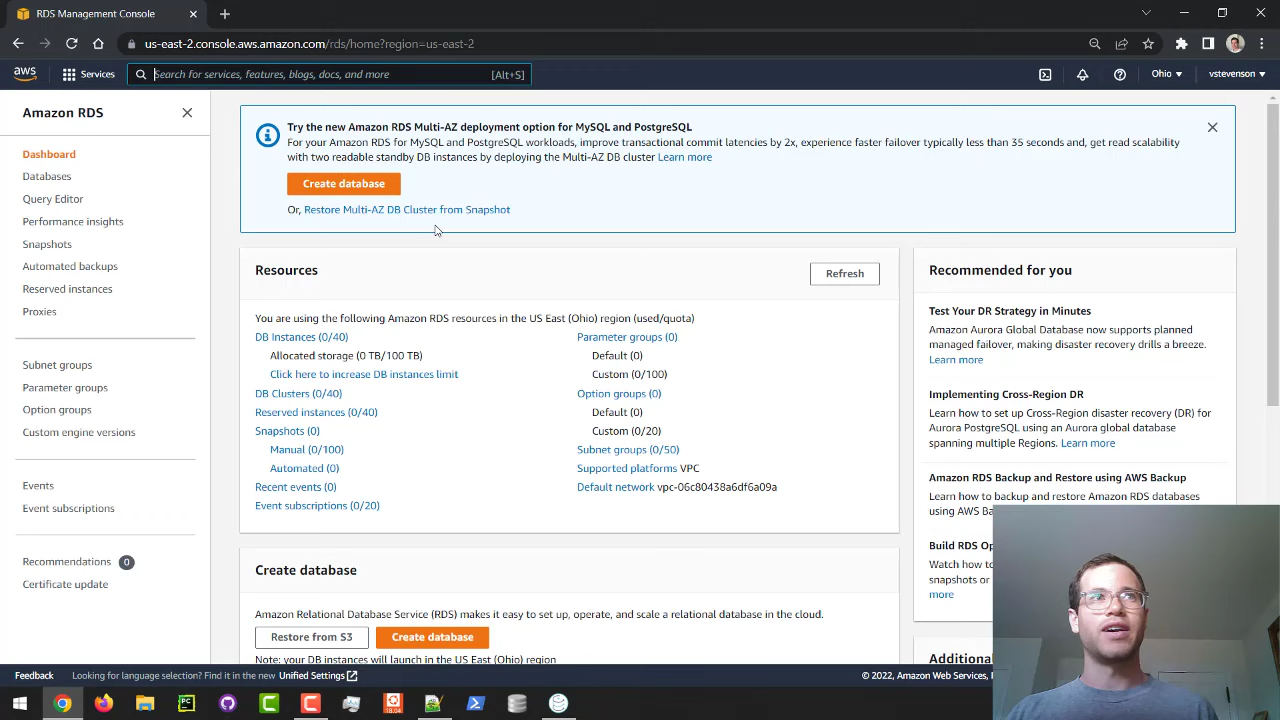 RDS Management Console
us-east-2.console.aws.amazon.com/rds/home?region=us-east-2
aws
Services
Search for services, features, blogs, docs, and more
[Alt+S]
Ohio
vstevenson
Amazon RDS
Dashboard
Databases
Query Editor
Performance insights
Snapshots
Automated backups
Reserved instances
Proxies
Subnet groups
Parameter groups
Option groups
Custom engine versions
Events
Event subscriptions
Recommendations 0
Certificate update
Try the new Amazon RDS Multi-AZ deployment option for MySQL and PostgreSQL
For your Amazon RDS for MySQL and PostgreSQL workloads, improve transactional commit latencies by 2x, experience faster failover typically less than 35 seconds and, get read scalability
with two readable standby DB instances by deploying the Multi-AZ DB cluster Learn more
Create database
Or, Restore Multi-AZ DB Cluster from Snapshot
Resources
Refresh
You are using the following Amazon RDS resources in the US East (Ohio) region (used/quota)
DB Instances (0/40)
Allocated storage (0 TB/100 TB)
Click here to increase DB instances limit
DB Clusters (0/40)
Reserved instances (0/40)
Snapshots (0)
Manual (0/100)
Automated (0)
Recent events (0)
Event subscriptions (0/20)
Parameter groups (0)
Default (0)
Custom (0/100)
Option groups (0)
Default (0)
Custom (0/20)
Subnet groups (0/50)
Supported platforms VPC
Default network vpc-06c80438a6df6a09a
Create database
Amazon Relational Database Service (RDS) makes it easy to set up, operate, and scale a relational database in the cloud.
Restore from S3
Create database
Note: your DB instances will launch in the US East (Ohio) region
Recommended for you
Test Your DR Strategy in Minutes
Amazon Aurora Global Database now supports planned
managed failover, making disaster recovery drills a breeze.
Learn more
Implementing Cross-Region DR
Learn how to set up Cross-Region disaster recovery (DR) for
Aurora PostgreSQL using an Aurora global database
spanning multiple Regions. Learn more
Amazon RDS Backup and Restore using AWS Backup
Learn how to backup and restore Amazon RDS databases
using AWS Ba
Build RDS Op
Watch how to
snapshots or
more
Additional
Feedback
Looking for language selection? Find it in the new Unified Settings
© 2022, Amazon Web Services,
PC
18.04